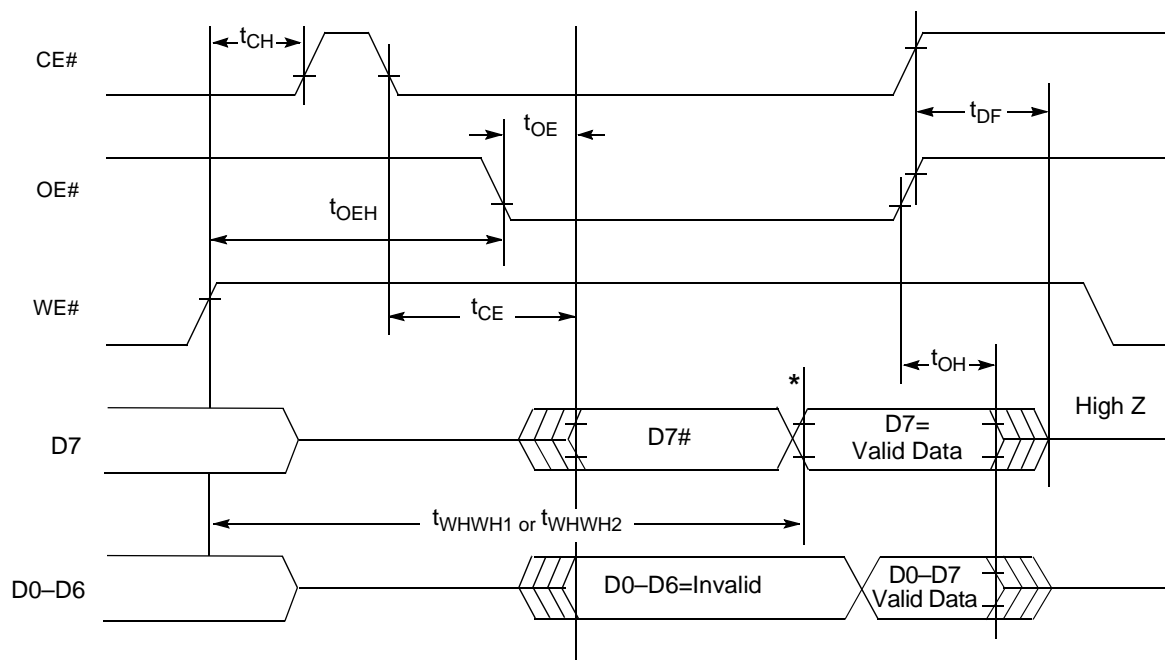 CE#
tCH
tDF
tOE
OE#
tOEH
WE#
tCE
tOH
*
D7
D7#
D7=
Valid Data
High Z
tWHWH1 or tWHWH2
D0–D6
D0–D6=Invalid
D0–D7
Valid Data